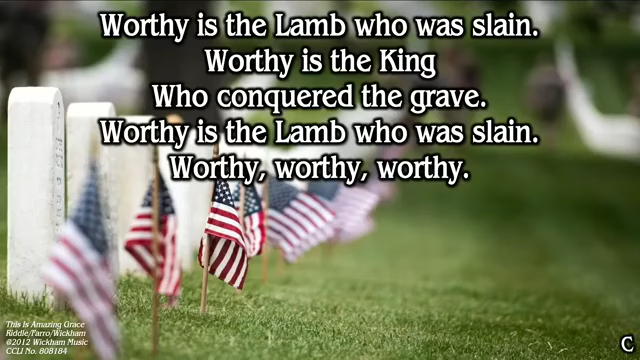 Worthy is the Lamb who was slain.
Worthy is the King
Who conquered the grave.
Worthy is the Lamb who was slain.
Worthy, worthy, worthy.
This Is Amazing Grace
Riddle/Farro/Wickham
©2012 Wickham Music
CCLI No. 808184
C